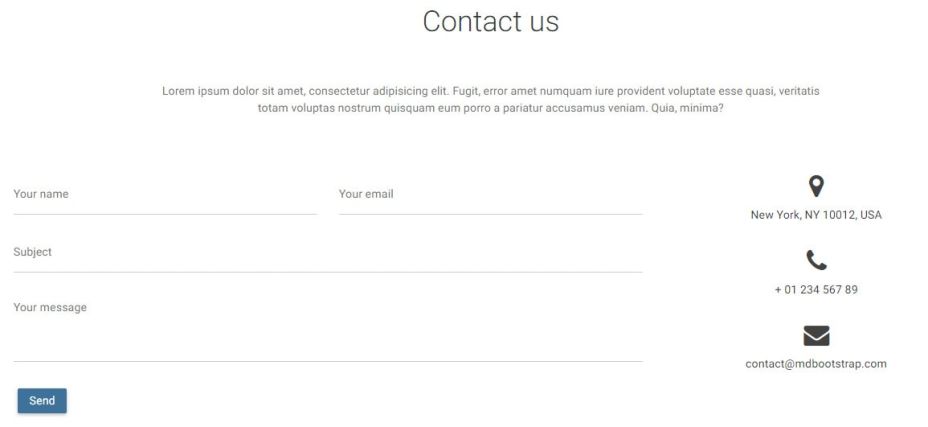 Contact us
Lorem ipsum dolor sit amet, consectetur adipisicing elit. Fugit, error amet numquam iure provident voluptate esse quasi, veritatis
totam voluptas nostrum quisquam eum porro a pariatur accusamus veniam. Quia, minima?
Your name
Your email
Subject
Your message
Send
New York, NY 10012, USA
+ 01 234 567 89
contact@mdbootstrap.com